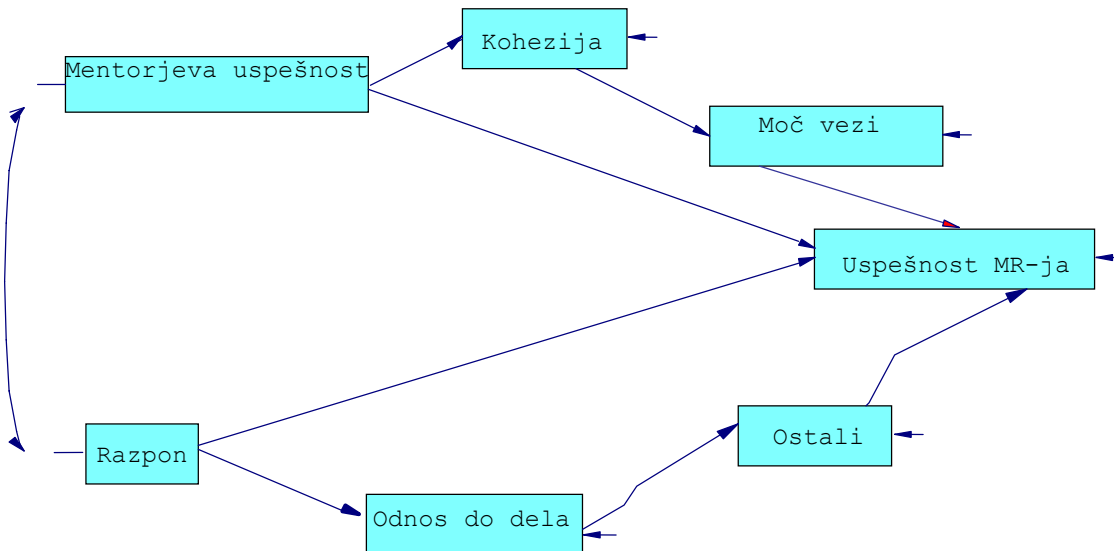 Kohezija
Mentorjeva uspešnost
Moč vezi
Uspešnost MR-ja
Ostali
Razpon
Odnos do dela